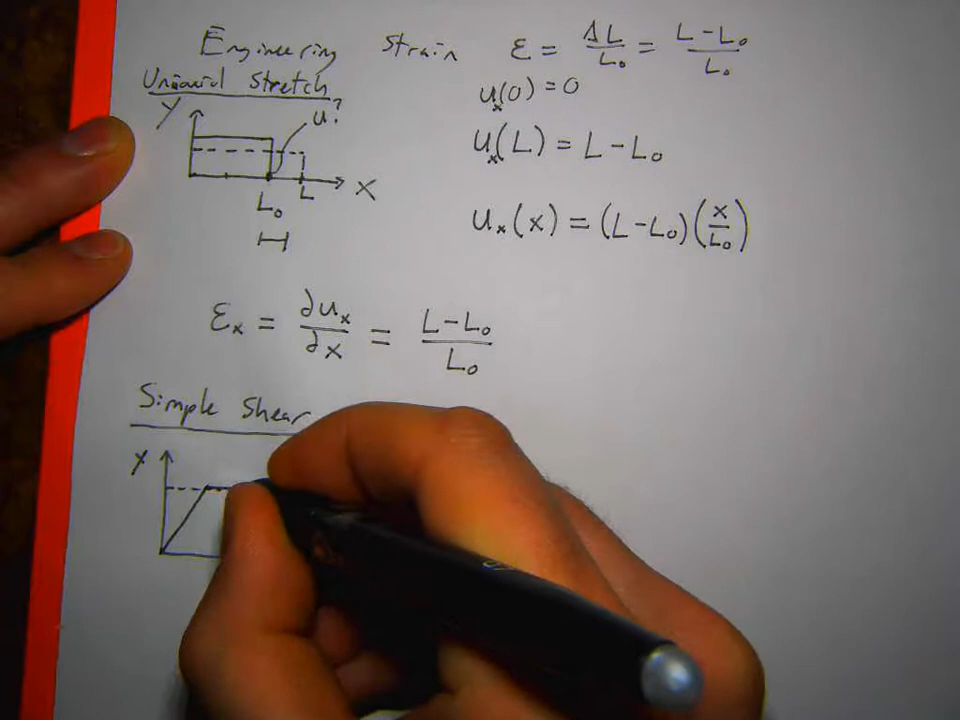 Engineering Strain ε = ΔL/L₀ = (L-L₀)/L₀
Uniaxial Stretch
uₓ(0) = 0
Y
u?
uₓ(L) = L-L₀
X
L₀
L
uₓ(x) = (L-L₀)(x/L₀)
εₓ = ∂uₓ/∂x = (L-L₀)/L₀
Simple Shear
Y